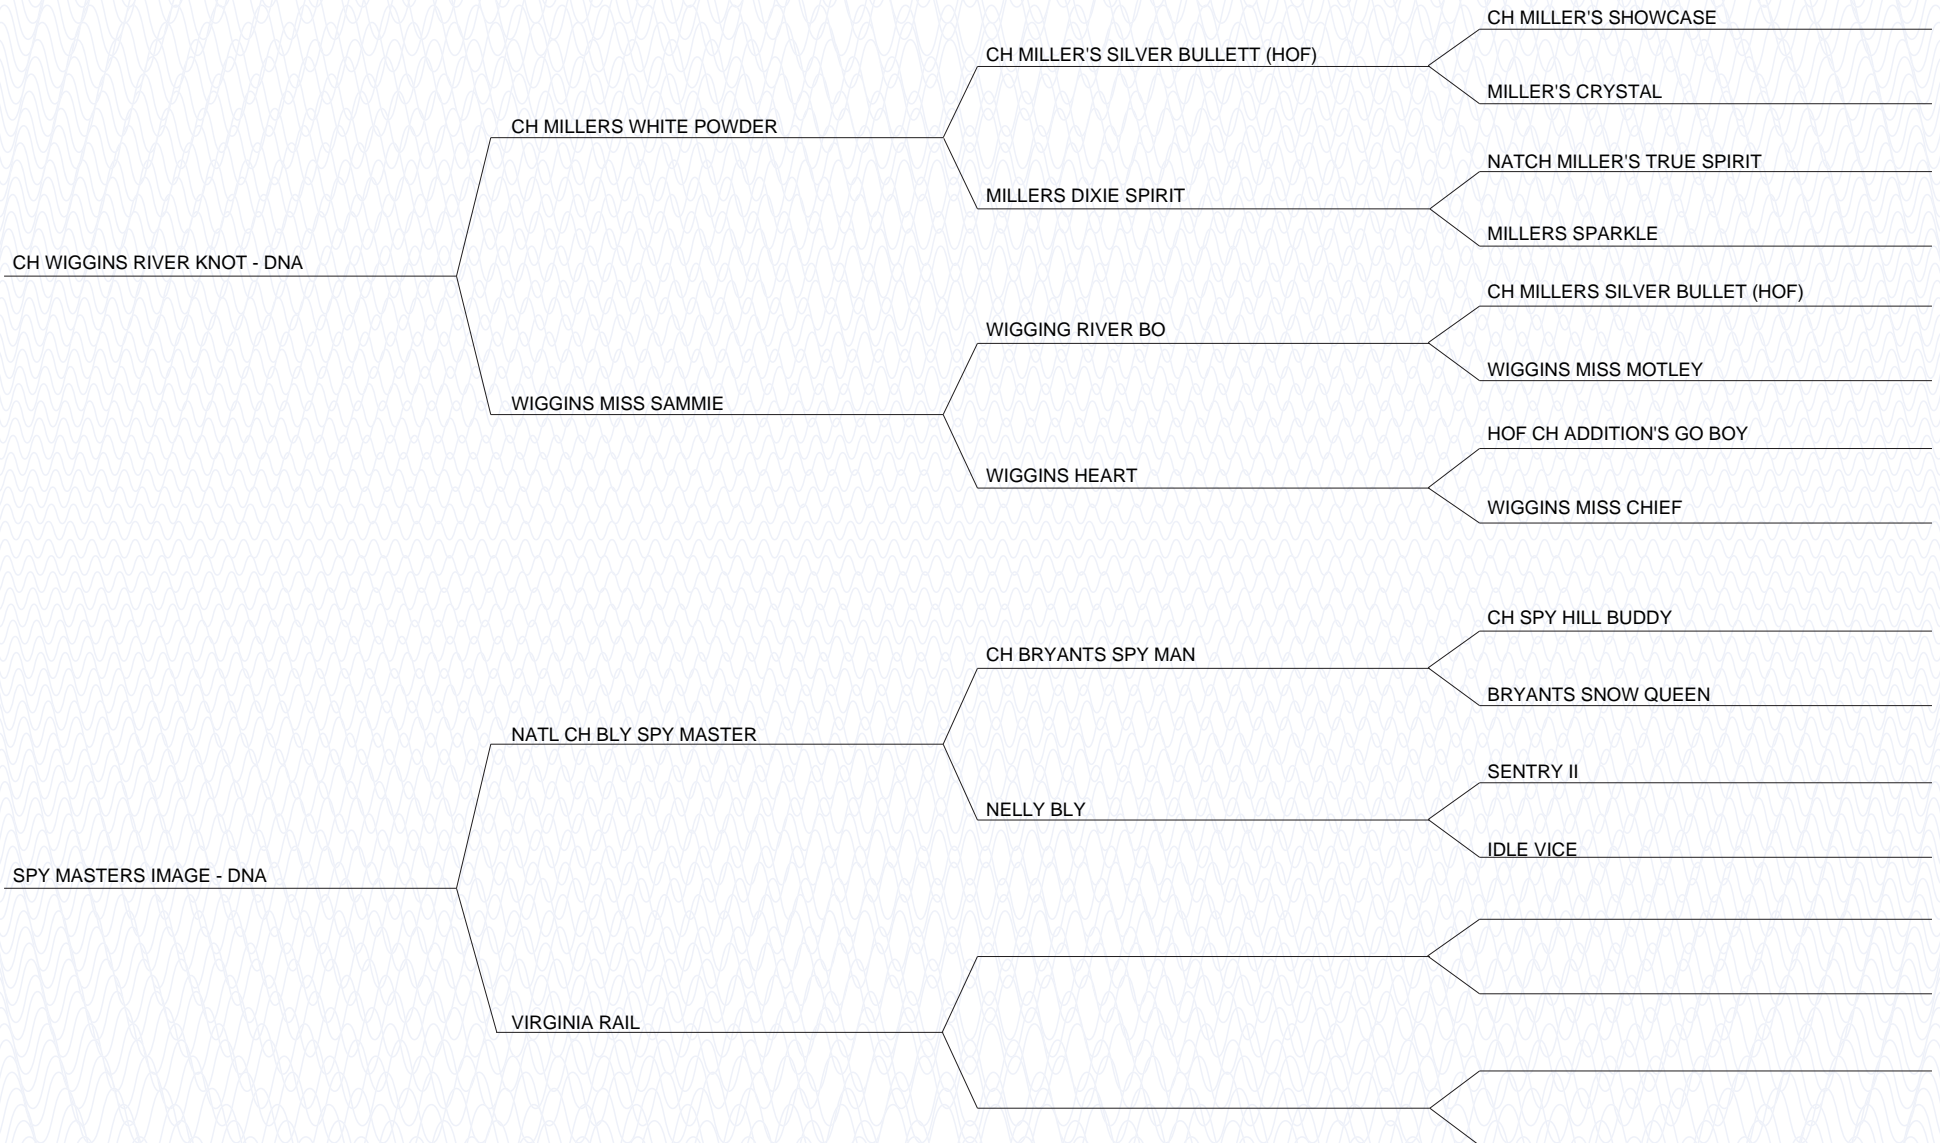 CH MILLER'S SHOWCASE
CH MILLER'S SILVER BULLETT (HOF)
MILLER'S CRYSTAL
CH MILLERS WHITE POWDER
NATCH MILLER'S TRUE SPIRIT
MILLERS DIXIE SPIRIT
MILLERS SPARKLE
CH WIGGINS RIVER KNOT - DNA
CH MILLERS SILVER BULLET (HOF)
WIGGING RIVER BO
WIGGINS MISS MOTLEY
WIGGINS MISS SAMMIE
HOF CH ADDITION'S GO BOY
WIGGINS HEART
WIGGINS MISS CHIEF
CH SPY HILL BUDDY
CH BRYANTS SPY MAN
BRYANTS SNOW QUEEN
NATL CH BLY SPY MASTER
SENTRY II
NELLY BLY
IDLE VICE
SPY MASTERS IMAGE - DNA
VIRGINIA RAIL